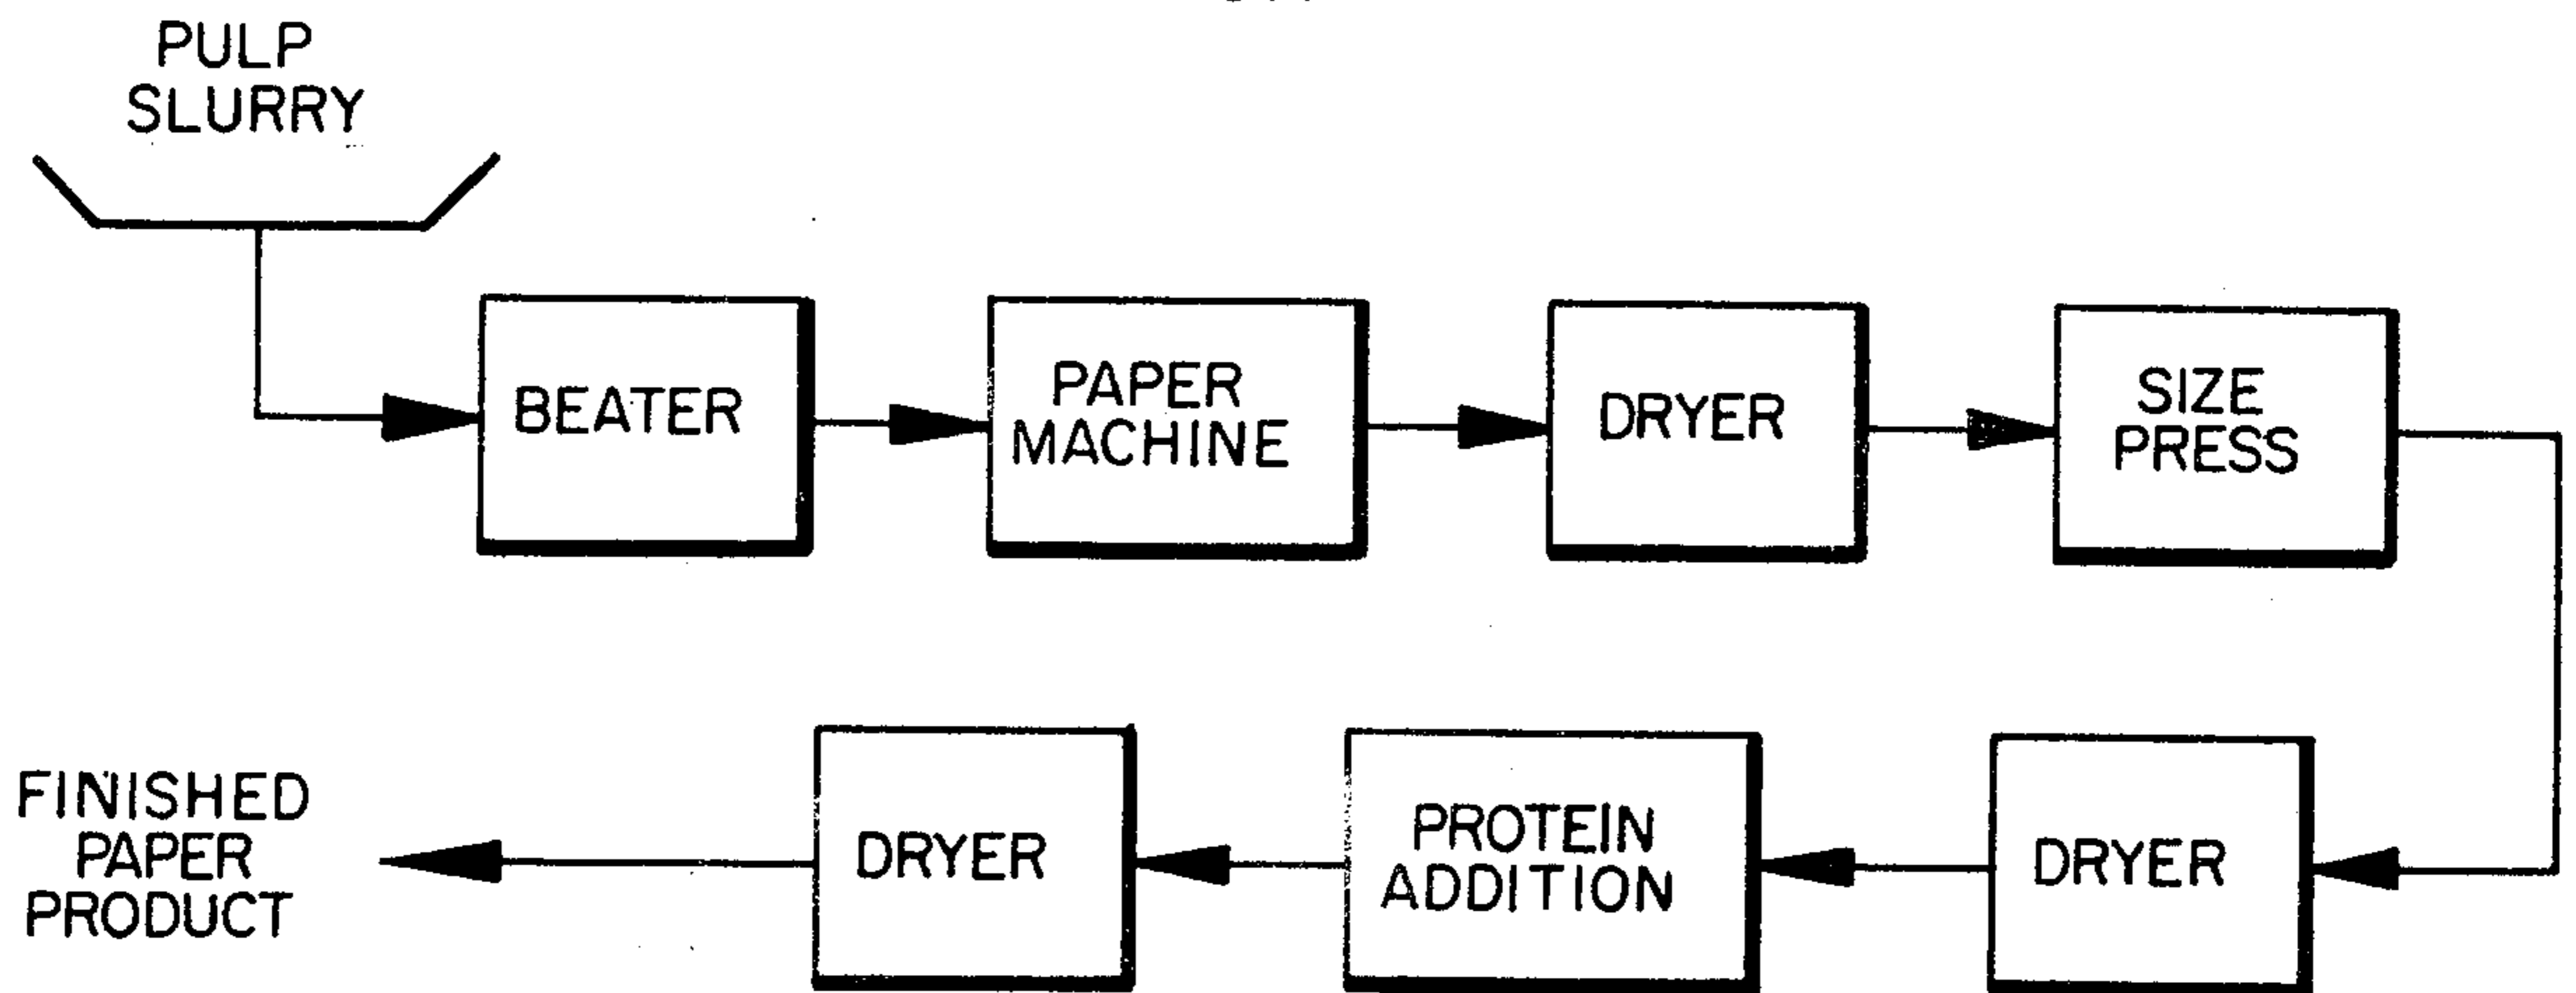 PULP
SLURRY
BEATER
PAPER
MACHINE
DRYER
SIZE
PRESS
DRYER
PROTEIN
ADDITION
DRYER
FINISHED
PAPER
PRODUCT